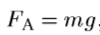 F_A = mg,